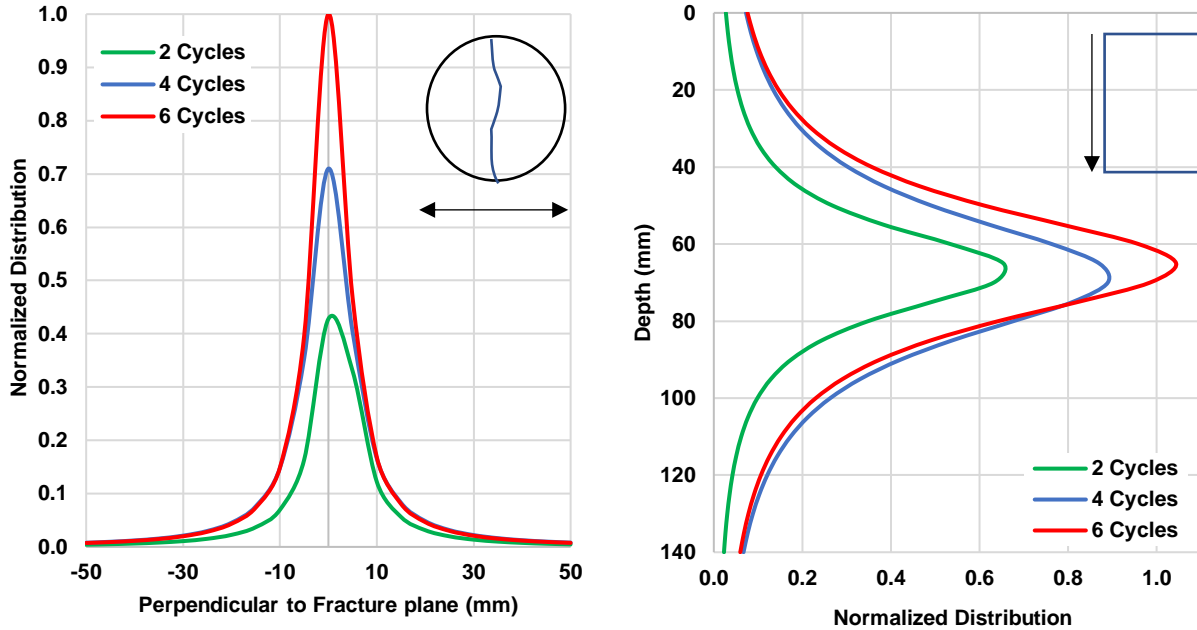 1.0
0.9
0.8
0.7
0.6
0.5
0.4
0.3
0.2
0.1
0.0
Normalized Distribution
2 Cycles
4 Cycles
6 Cycles
-50 -30 -10 10 30 50
Perpendicular to Fracture plane (mm)
0
20
40
60
80
100
120
140
Depth (mm)
2 Cycles
4 Cycles
6 Cycles
0.0 0.2 0.4 0.6 0.8 1.0
Normalized Distribution